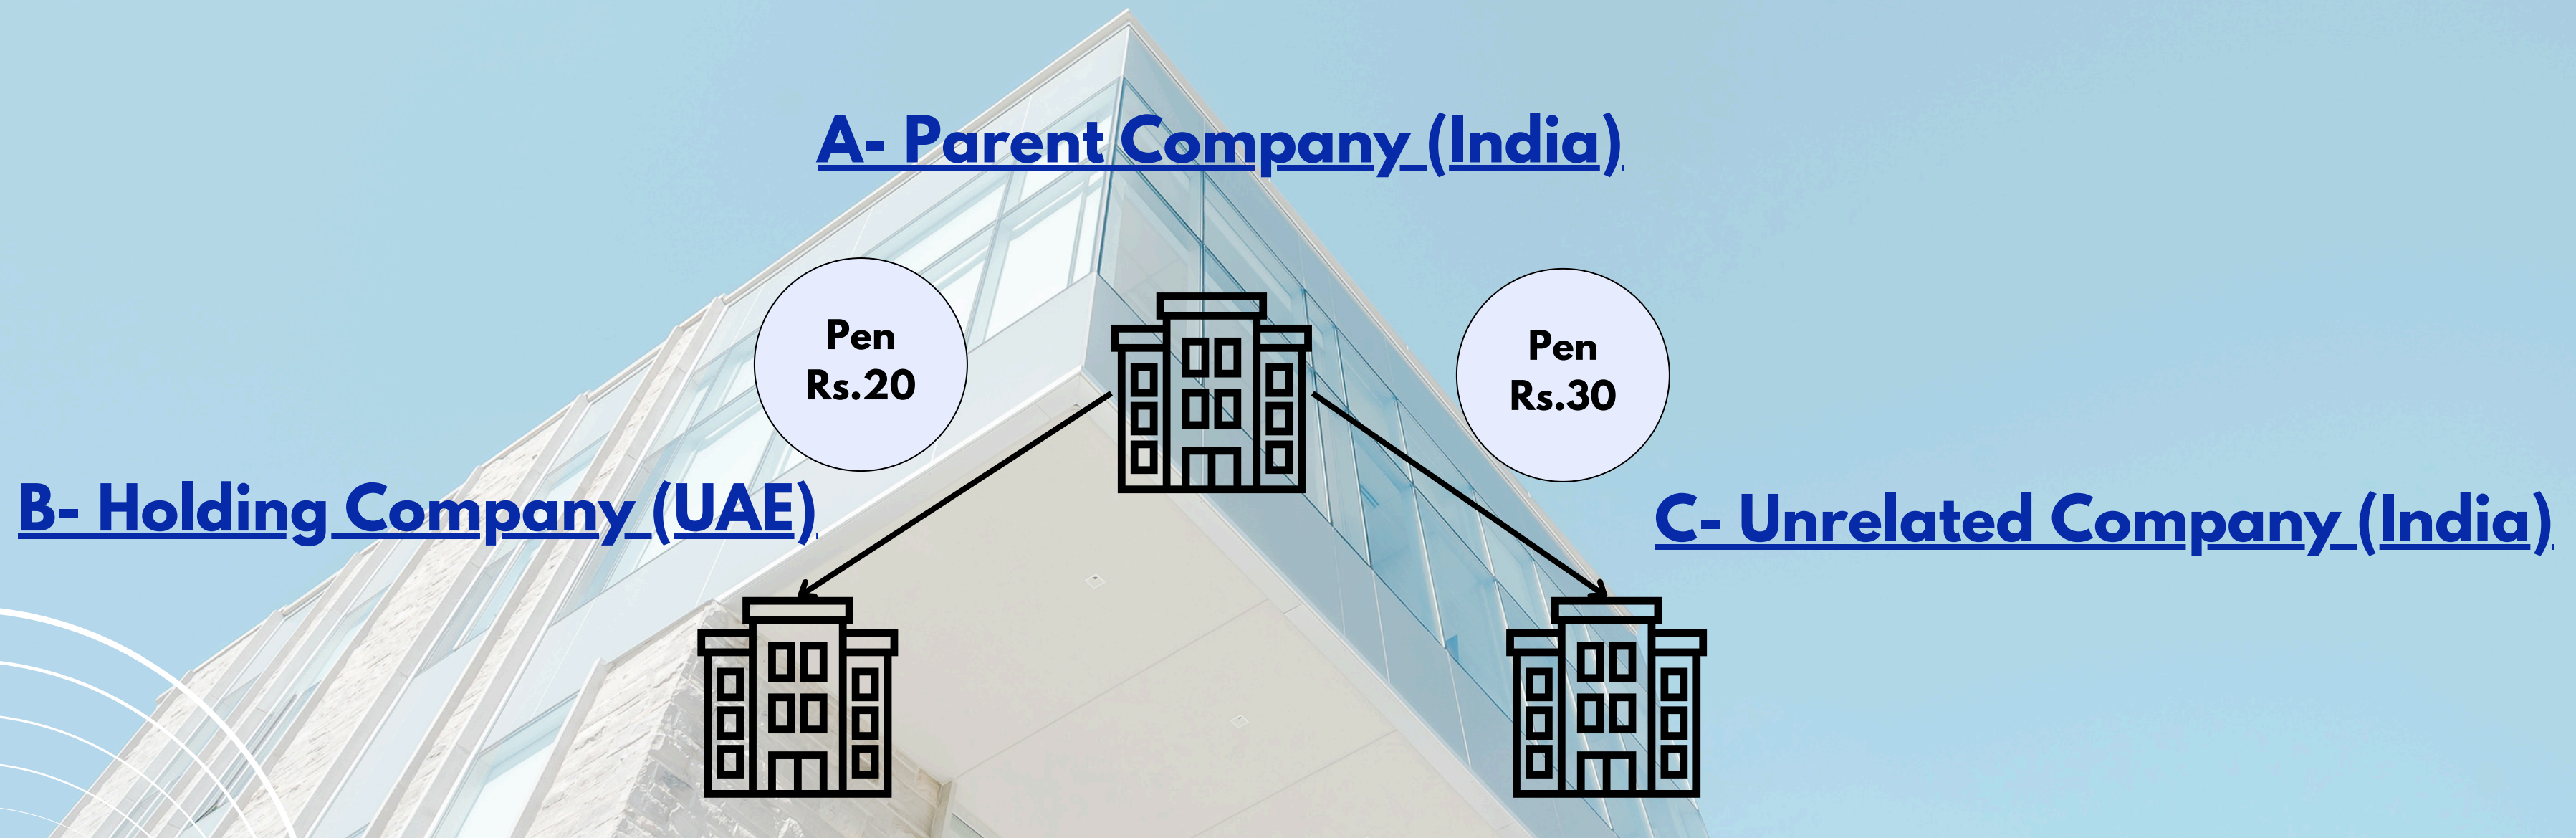 A- Parent Company (India)
Pen
Rs.20
Pen
Rs.30
B- Holding Company (UAE)
C- Unrelated Company (India)